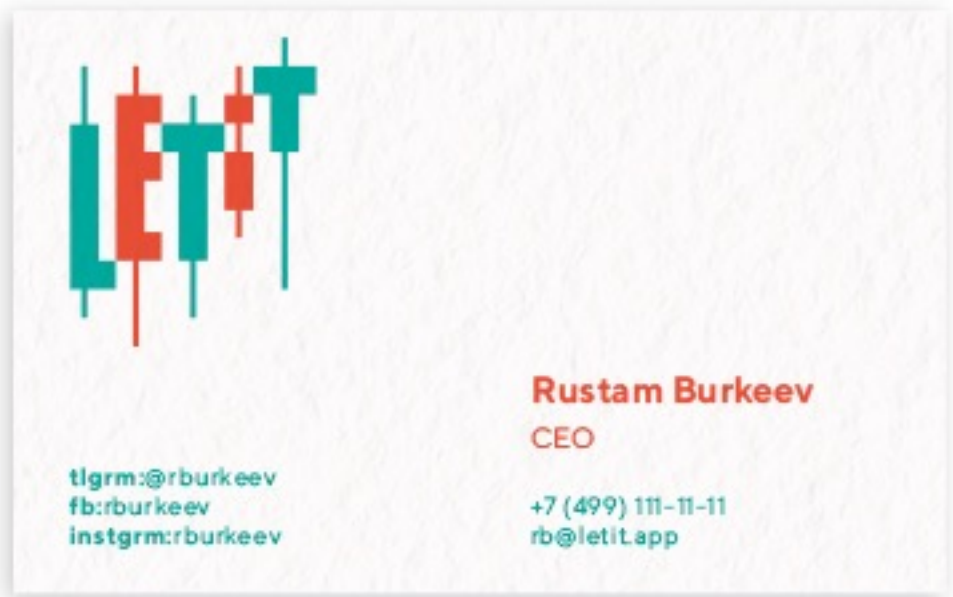 LETiT
Rustam Burkeev
CEO
tlgrm:@rburkeev
fb:rburkeev
instgrm:rburkeev
+7 (499) 111-11-11
rb@letit.app